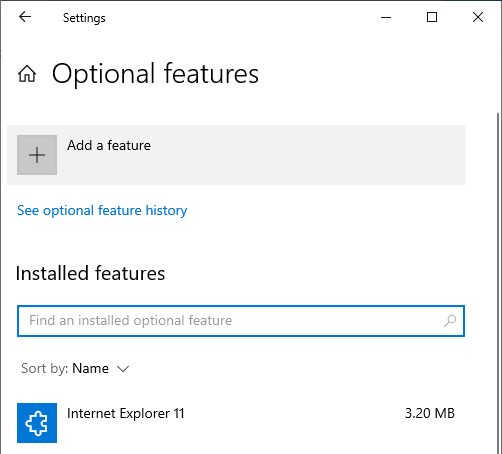 Settings
Optional features
Add a feature
See optional feature history
Installed features
Find an installed optional feature
Sort by: Name
Internet Explorer 11 3.20 MB